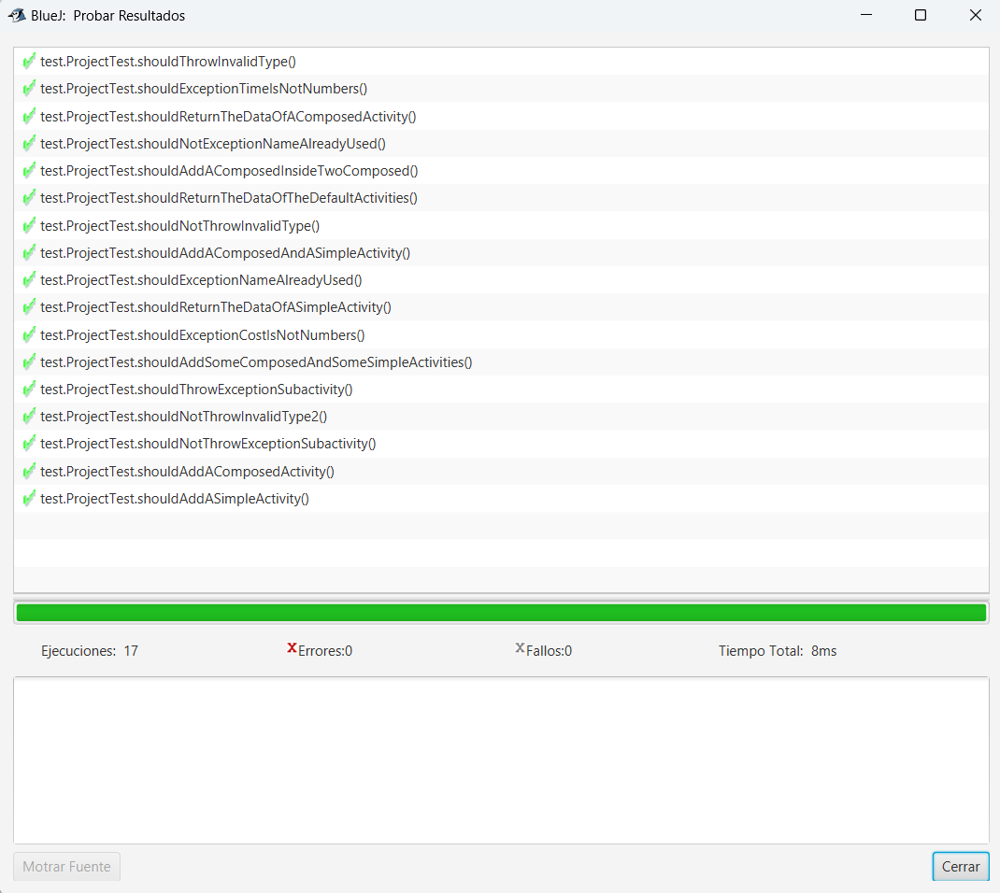 BlueJ:  Probar Resultados
test.ProjectTest.shouldThrowInvalidType()
test.ProjectTest.shouldExceptionTimeIsNotNumbers()
test.ProjectTest.shouldReturnTheDataOfAComposedActivity()
test.ProjectTest.shouldNotExceptionNameAlreadyUsed()
test.ProjectTest.shouldAddAComposedInsideTwoComposed()
test.ProjectTest.shouldReturnTheDataOfTheDefaultActivities()
test.ProjectTest.shouldNotThrowInvalidType()
test.ProjectTest.shouldAddAComposedAndASimpleActivity()
test.ProjectTest.shouldExceptionNameAlreadyUsed()
test.ProjectTest.shouldReturnTheDataOfASimpleActivity()
test.ProjectTest.shouldExceptionCostIsNotNumbers()
test.ProjectTest.shouldAddSomeComposedAndSomeSimpleActivities()
test.ProjectTest.shouldThrowExceptionSubactivity()
test.ProjectTest.shouldNotThrowInvalidType2()
test.ProjectTest.shouldNotThrowExceptionSubactivity()
test.ProjectTest.shouldAddAComposedActivity()
test.ProjectTest.shouldAddASimpleActivity()
Ejecuciones:  17 Errores:0 Fallos:0 Tiempo Total:  8ms
Motrar Fuente Cerrar